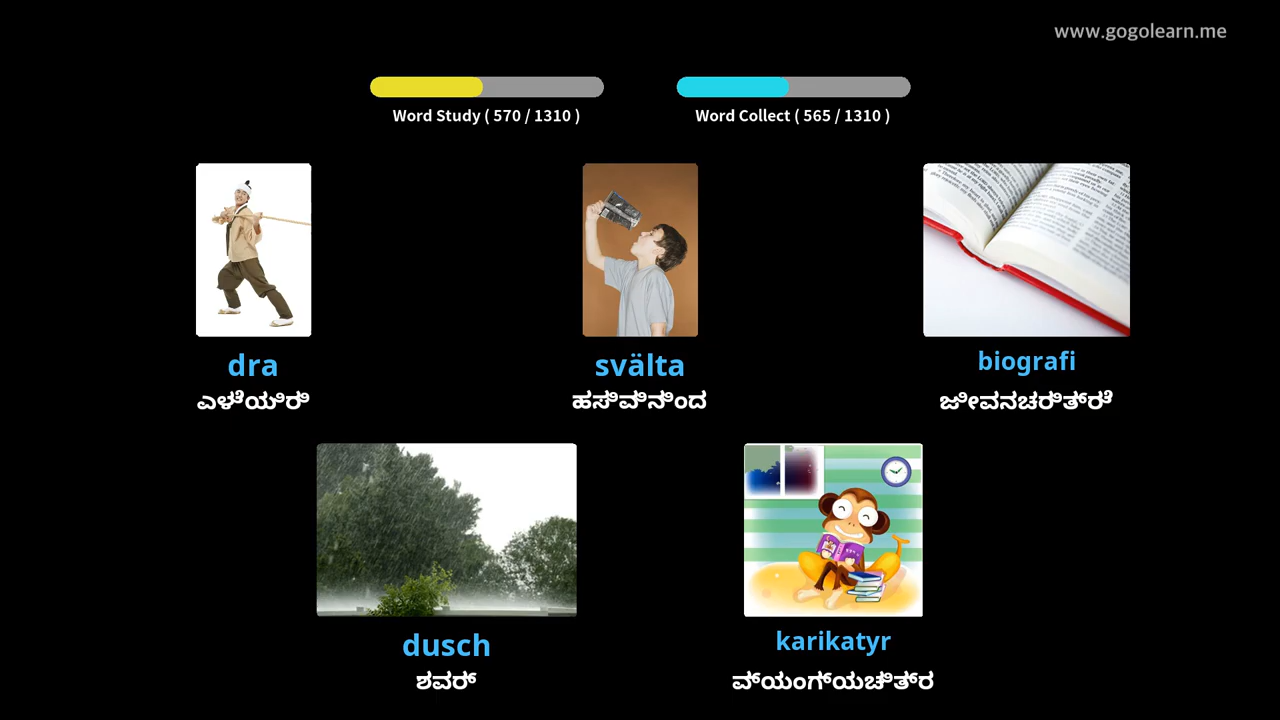 www.gogolearn.me
Word Study ( 570 / 1310 )
Word Collect ( 565 / 1310 )
dra
svälta
biografi
ಎಳೆಯಿರಿ
ಹಸಿವಿನಿಂದ
ಜೀವನಚರಿತ್ರೆ
dusch
karikatyr
ಶವರ್
ವ್ಯಂಗ್ಯಚಿತ್ರ